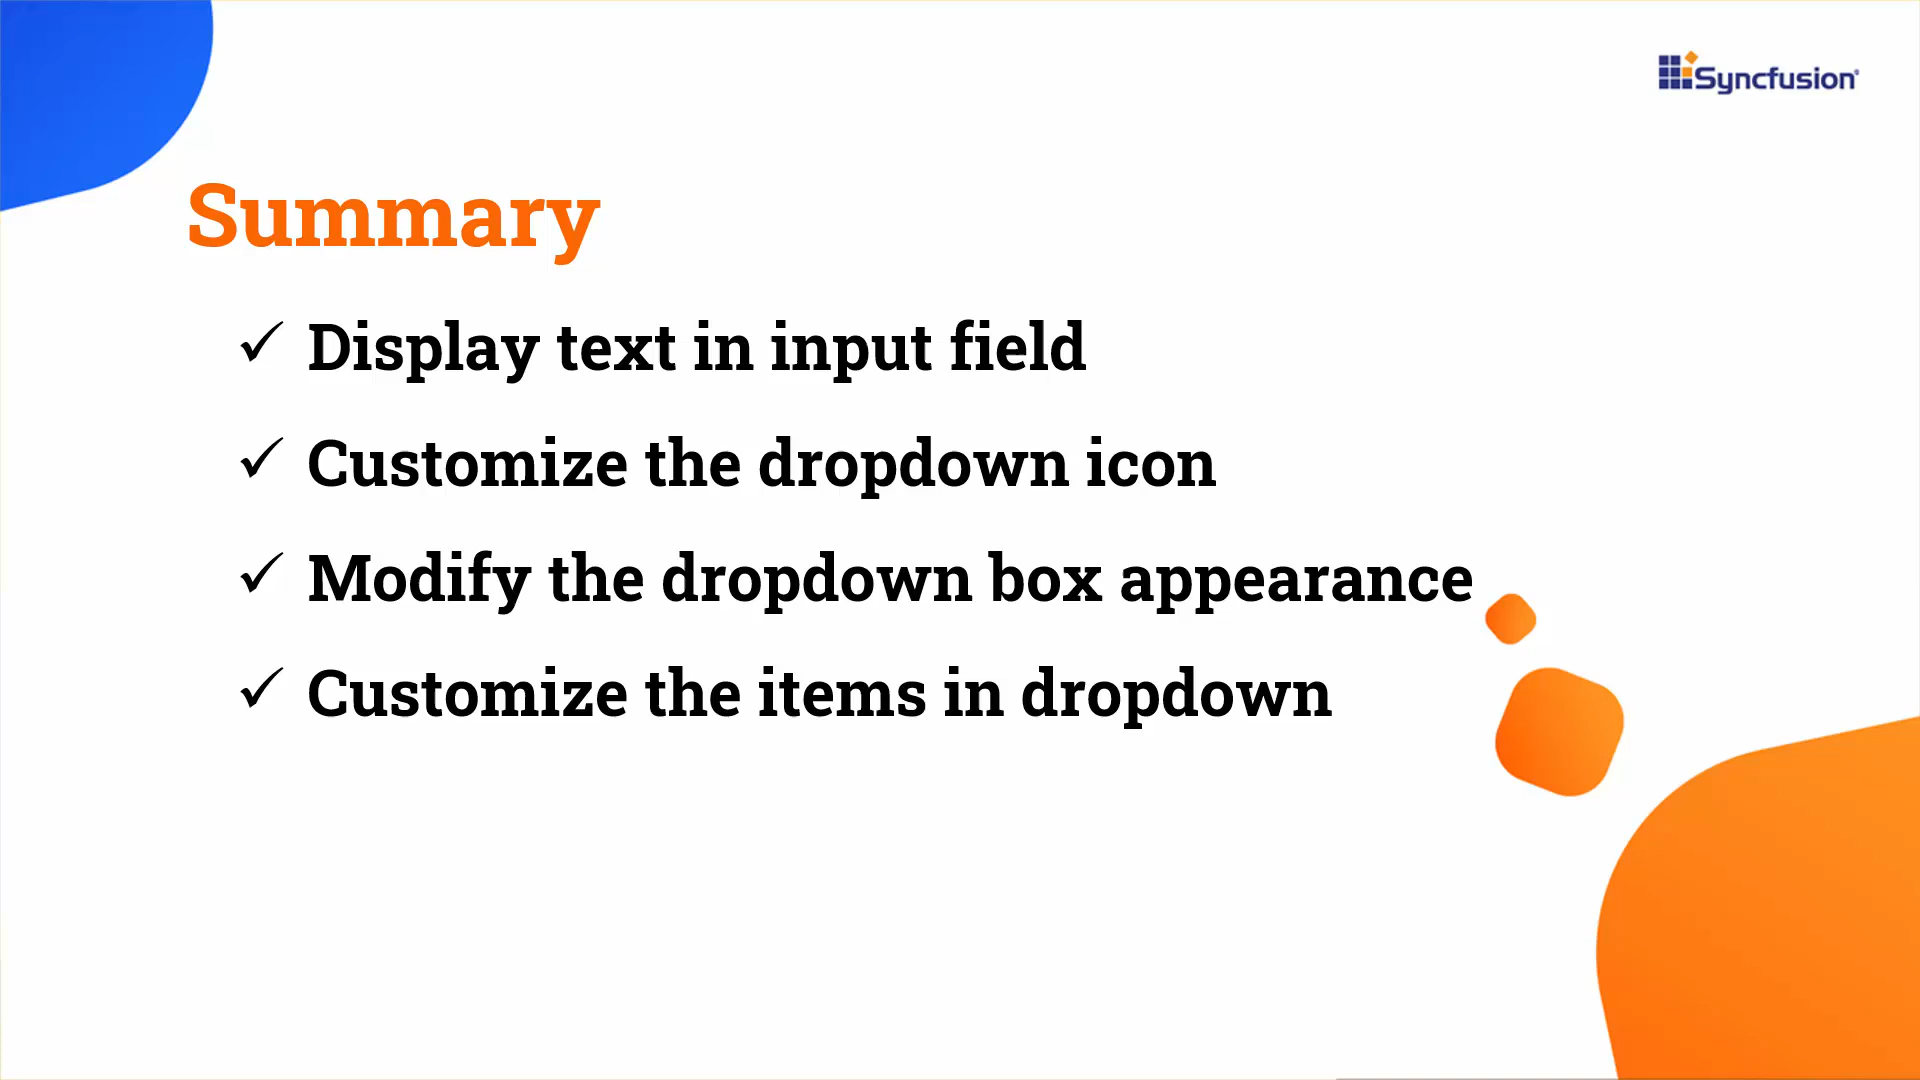 Syncfusion®
Summary
✓ Display text in input field
✓ Customize the dropdown icon
✓ Modify the dropdown box appearance
✓ Customize the items in dropdown